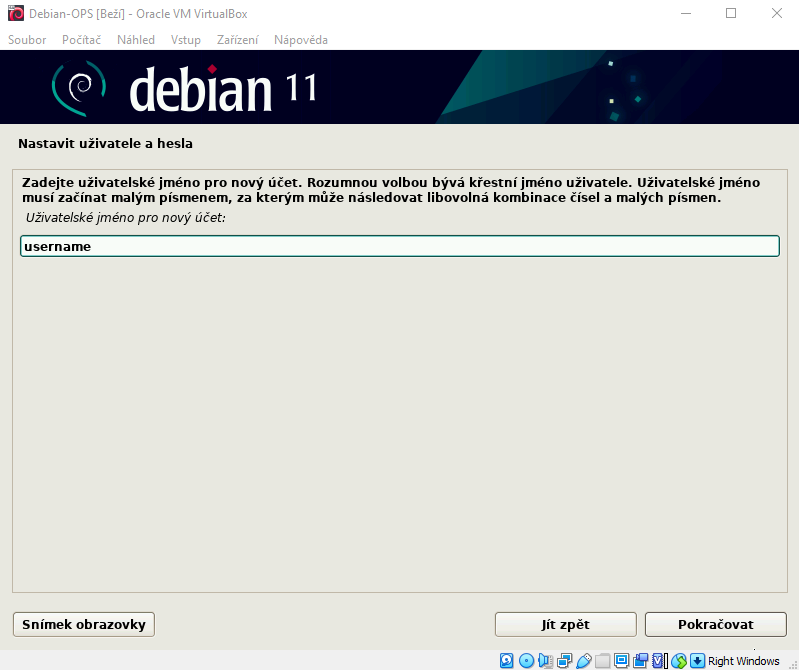 Debian-OPS [Beží] - Oracle VM VirtualBox
Soubor Počítač Náhled Vstup Zařízení Nápověda
debian 11
Nastavit uživatele a hesla
Zadejte uživatelské jméno pro nový účet. Rozumnou volbou bývá křestní jméno uživatele. Uživatelské jméno
musí začínat malým písmenem, za kterým může následovat libovolná kombinace čísel a malých písmen.
Uživatelské jméno pro nový účet:
username
Snímek obrazovky Jít zpět Pokračovat
Right Windows